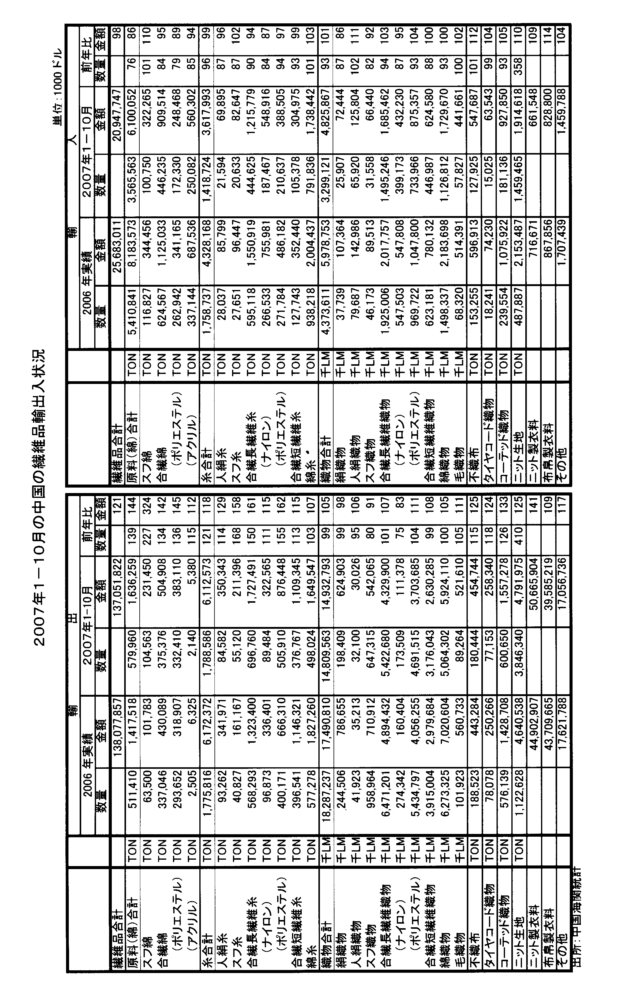 2007年1－10月の中国の繊維品輸出入状況
単位:1000ドル
輸 出
2006 年実績 2007年1-10月 前年比
数量 金額 数量 金額 数量 金額
繊維品合計 138,077,857 137,051,822 121
原料(綿)合計 TON 511,410 1,417,518 579,960 1,636,259 139 144
スフ綿 TON 63,500 101,783 104,563 231,450 227 324
合繊綿 TON 337,046 430,089 375,376 504,908 134 142
(ポリエステル) TON 293,652 318,907 332,410 383,110 136 145
(アクリル) TON 2,505 6,325 2,140 5,380 115 112
糸合計 TON 1,775,816 6,172,372 1,788,586 6,112,573 121 118
人絹糸 TON 93,262 341,971 84,582 350,343 114 129
スフ糸 TON 40,827 161,167 55,120 211,396 168 158
合繊長繊維糸 TON 568,293 1,323,400 696,760 1,727,491 150 161
(ナイロン) TON 96,873 336,401 89,484 322,565 111 115
(ポリエステル) TON 400,171 666,310 505,910 876,448 155 162
合繊短繊維糸 TON 396,541 1,146,321 376,767 1,109,345 113 115
綿糸 TON 577,278 1,827,260 498,024 1,649,547 103 107
織物合計 千LM 18,287,237 17,490,810 14,809,563 14,932,793 99 105
絹織物 千LM 244,506 786,655 198,409 624,903 99 98
人絹織物 千LM 41,923 35,213 32,100 30,026 95 106
スフ織物 千LM 958,964 710,912 647,315 542,065 80 91
合繊長繊維織物 千LM 6,471,201 4,894,432 5,422,680 4,329,900 101 107
(ナイロン) 千LM 274,342 160,404 173,509 111,378 75 83
(ポリエステル) 千LM 5,434,797 4,056,255 4,691,515 3,703,685 104 111
合繊短繊維織物 千LM 3,915,004 2,979,684 3,176,043 2,630,285 99 108
綿織物 千LM 6,273,325 7,020,604 5,064,302 5,924,110 100 105
毛織物 千LM 101,923 560,733 89,264 521,610 105 111
不織布 TON 188,523 443,284 180,444 454,744 115 125
タイヤコード織物 TON 78,078 250,266 77,153 258,340 118 124
コーテッド織物 TON 576,139 1,428,708 600,650 1,557,278 126 133
ニット生地 TON 1,122,628 4,640,538 3,846,340 4,791,975 410 125
ニット製衣料 44,902,907 50,665,904 141
布帛製衣料 43,709,665 39,585,219 109
その他 17,621,788 17,056,736 117
出所:中国海関統計
輸 入
2006 年実績 2007年1－10月 前年比
数量 金額 数量 金額 数量 金額
繊維品合計 25,683,011 20,947,747 98
原料(綿)合計 TON 5,410,841 8,183,573 3,565,563 6,100,052 76 86
スフ綿 TON 116,827 344,456 100,750 322,265 101 110
合繊綿 TON 624,567 1,125,033 446,235 909,514 84 95
(ポリエステル) TON 262,942 341,165 172,330 248,468 79 89
(アクリル) TON 337,144 687,536 250,082 560,302 85 94
糸合計 TON 1,758,737 4,328,168 1,418,724 3,617,993 96 99
人絹糸 TON 28,037 85,799 21,594 69,895 87 96
スフ糸 TON 27,651 96,447 20,633 82,647 87 102
合繊長繊維糸 TON 595,118 1,550,919 444,625 1,215,779 90 94
(ナイロン) TON 266,533 755,981 187,467 548,916 84 87
(ポリエステル) TON 271,784 486,182 210,637 388,505 94 97
合繊短繊維糸 TON 127,743 352,440 105,378 304,975 93 99
綿糸 TON 938,218 2,004,437 791,836 1,738,442 101 103
織物合計 千LM 4,373,611 5,978,753 3,299,121 4,825,867 93 101
絹織物 千LM 37,739 107,364 25,907 72,444 87 86
人絹織物 千LM 79,687 142,986 65,920 125,804 102 111
スフ織物 千LM 46,173 89,513 31,558 66,440 82 92
合繊長繊維織物 千LM 1,925,006 2,017,757 1,495,246 1,685,462 94 103
(ナイロン) 千LM 547,503 547,808 399,173 432,230 87 95
(ポリエステル) 千LM 969,722 1,047,800 733,966 875,357 93 104
合繊短繊維織物 千LM 623,181 780,132 446,987 624,580 88 100
綿織物 千LM 1,498,337 2,183,698 1,126,812 1,729,670 93 100
毛織物 千LM 68,320 514,391 57,827 441,661 100 102
不織布 TON 153,255 596,913 127,925 547,687 101 112
タイヤコード織物 TON 18,241 74,230 15,025 63,543 99 104
コーテッド織物 TON 239,554 1,075,922 181,136 927,850 93 105
ニット生地 TON 487,887 2,153,487 1,459,465 1,914,618 358 110
ニット製衣料 716,671 661,548 109
布帛製衣料 867,856 828,800 114
その他 1,707,439 1,459,788 104